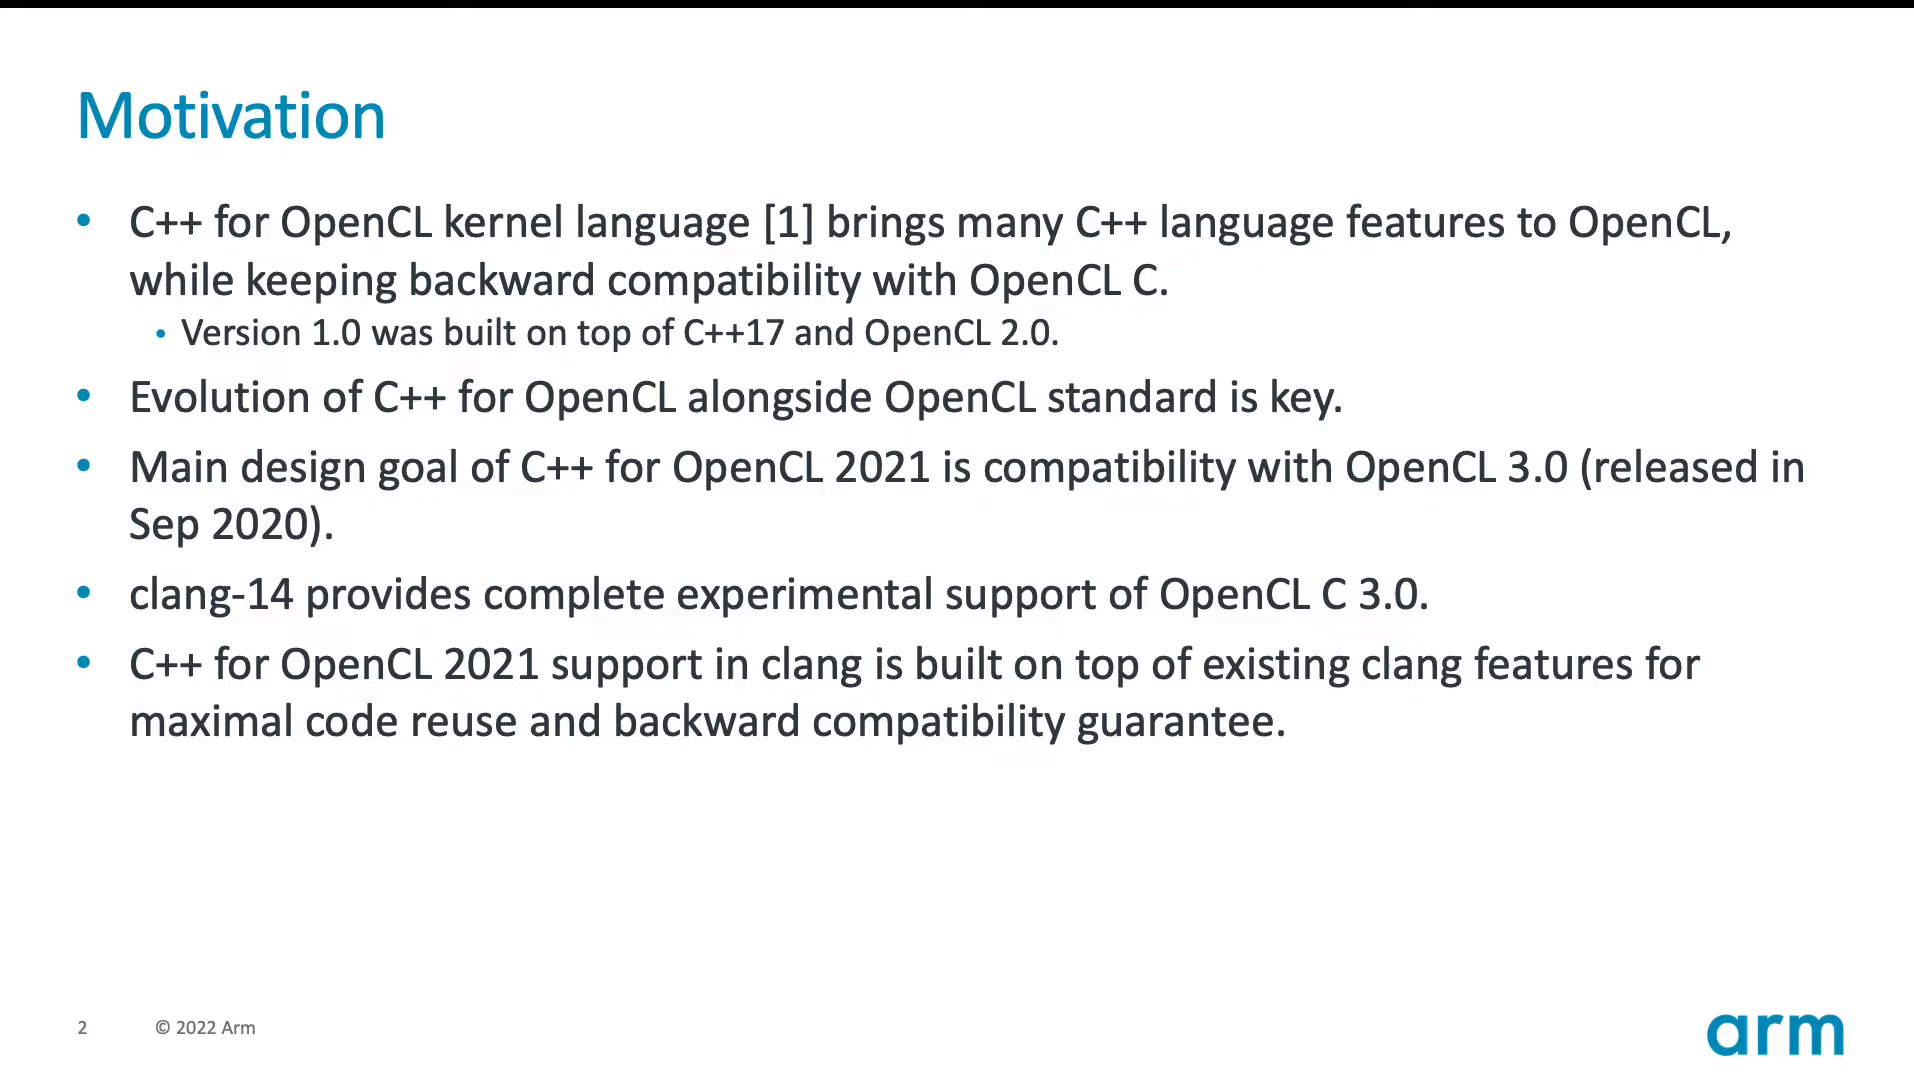 Motivation
• C++ for OpenCL kernel language [1] brings many C++ language features to OpenCL,
while keeping backward compatibility with OpenCL C.
• Version 1.0 was built on top of C++17 and OpenCL 2.0.
• Evolution of C++ for OpenCL alongside OpenCL standard is key.
• Main design goal of C++ for OpenCL 2021 is compatibility with OpenCL 3.0 (released in
Sep 2020).
• clang-14 provides complete experimental support of OpenCL C 3.0.
• C++ for OpenCL 2021 support in clang is built on top of existing clang features for
maximal code reuse and backward compatibility guarantee.
2 © 2022 Arm
arm